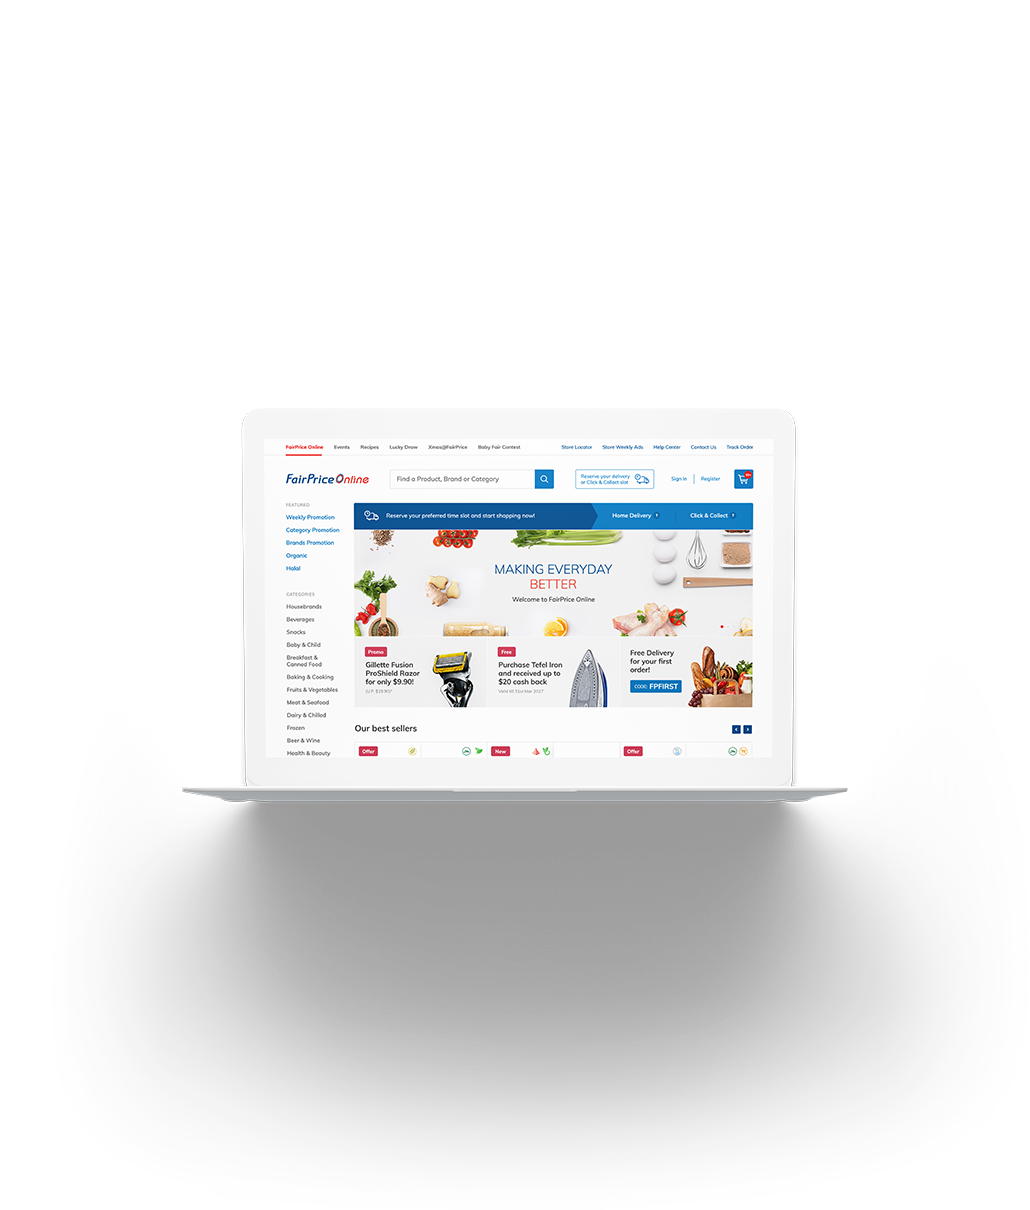 FairPrice Online Events Recipes Lucky Draw Xmas@FairPrice Baby Fair Contest Store Locator Store Weekly Ads Help Center Contact Us Track Order
FairPrice Online
Find a Product, Brand or Category
Reserve your delivery
or Click & Collect slot
Sign In
Register
FEATURED
Weekly Promotion
Category Promotion
Brands Promotion
Organic
Halal
CATEGORIES
Housebrands
Beverages
Snacks
Baby & Child
Breakfast &
Canned Food
Baking & Cooking
Fruits & Vegetables
Meat & Seafood
Dairy & Chilled
Frozen
Beer & Wine
Health & Beauty
Reserve your preferred time slot and start shopping now!
Home Delivery
Click & Collect
MAKING EVERYDAY
BETTER
Welcome to FairPrice Online
Promo
Gillette Fusion
ProShield Razor
for only $9.90!
Free
Purchase Tefel Iron
and received up to
$20 cash back
Valid till 31st Mar 2017
Free Delivery
for your first
order!
CODE: FPFIRST
Our best sellers
Offer
New
Offer